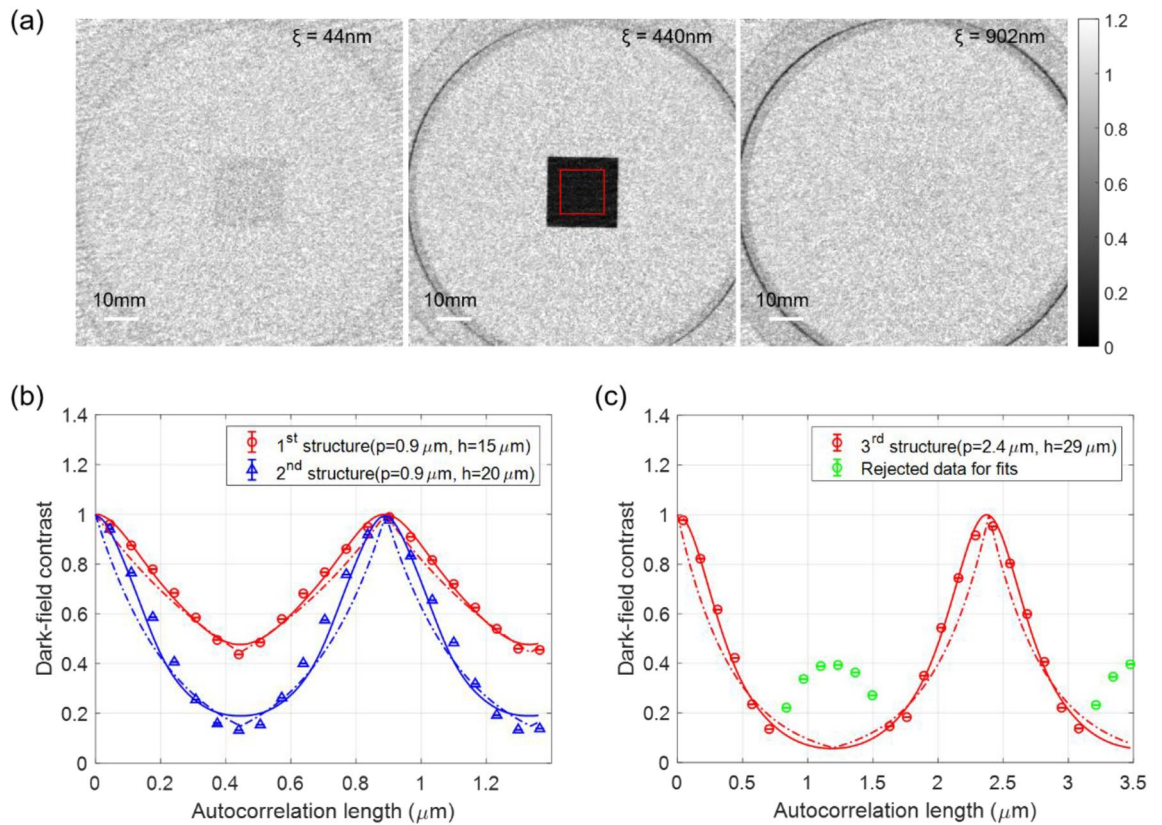 (a)
ξ = 44nm
ξ = 440nm
ξ = 902nm
10mm
10mm
10mm
1.2
1
0.8
0.6
0.4
0.2
0
(b)
1.4
1.2
1
0.8
0.6
0.4
0.2
0
Dark-field contrast
1st structure(p=0.9 μm, h=15 μm)
2nd structure(p=0.9 μm, h=20 μm)
0 0.2 0.4 0.6 0.8 1 1.2
Autocorrelation length (μm)
(c)
1.4
1.2
1
0.8
0.6
0.4
0.2
0
Dark-field contrast
3rd structure(p=2.4 μm, h=29 μm)
Rejected data for fits
0 0.5 1 1.5 2 2.5 3 3.5
Autocorrelation length (μm)